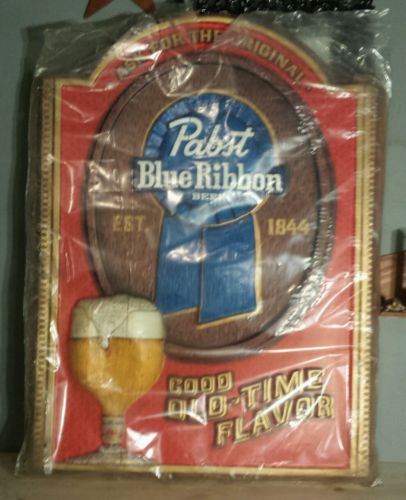 ASK FOR THE ORIGINAL
Pabst
Blue Ribbon
BEER
EST. 1844
GOOD
OLD-TIME
FLAVOR